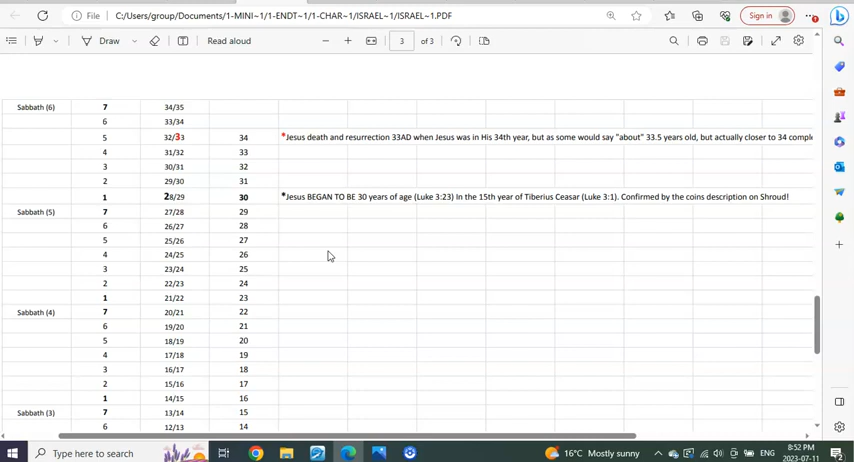 File
C:/Users/group/Documents/1-MINI~1/1-ENDT~1/1-CHAR~1/ISRAEL~1/ISRAEL~1.PDF
Sign in
Draw
Read aloud
3
of 3
Sabbath (6) 7 34/35
6 33/34
5 32/33 34 *Jesus death and resurrection 33AD when Jesus was in His 34th year, but as some would say "about" 33.5 years old, but actually closer to 34 comple
4 31/32 33
3 30/31 32
2 29/30 31
1 28/29 30 *Jesus BEGAN TO BE 30 years of age (Luke 3:23) In the 15th year of Tiberius Ceasar (Luke 3:1). Confirmed by the coins description on Shroud!
Sabbath (5) 7 27/28 29
6 26/27 28
5 25/26 27
4 24/25 26
3 23/24 25
2 22/23 24
1 21/22 23
Sabbath (4) 7 20/21 22
6 19/20 21
5 18/19 20
4 17/18 19
3 16/17 18
2 15/16 17
1 14/15 16
Sabbath (3) 7 13/14 15
6 12/13 14
Type here to search
16°C Mostly sunny
ENG
8:52 PM
2023-07-11
2